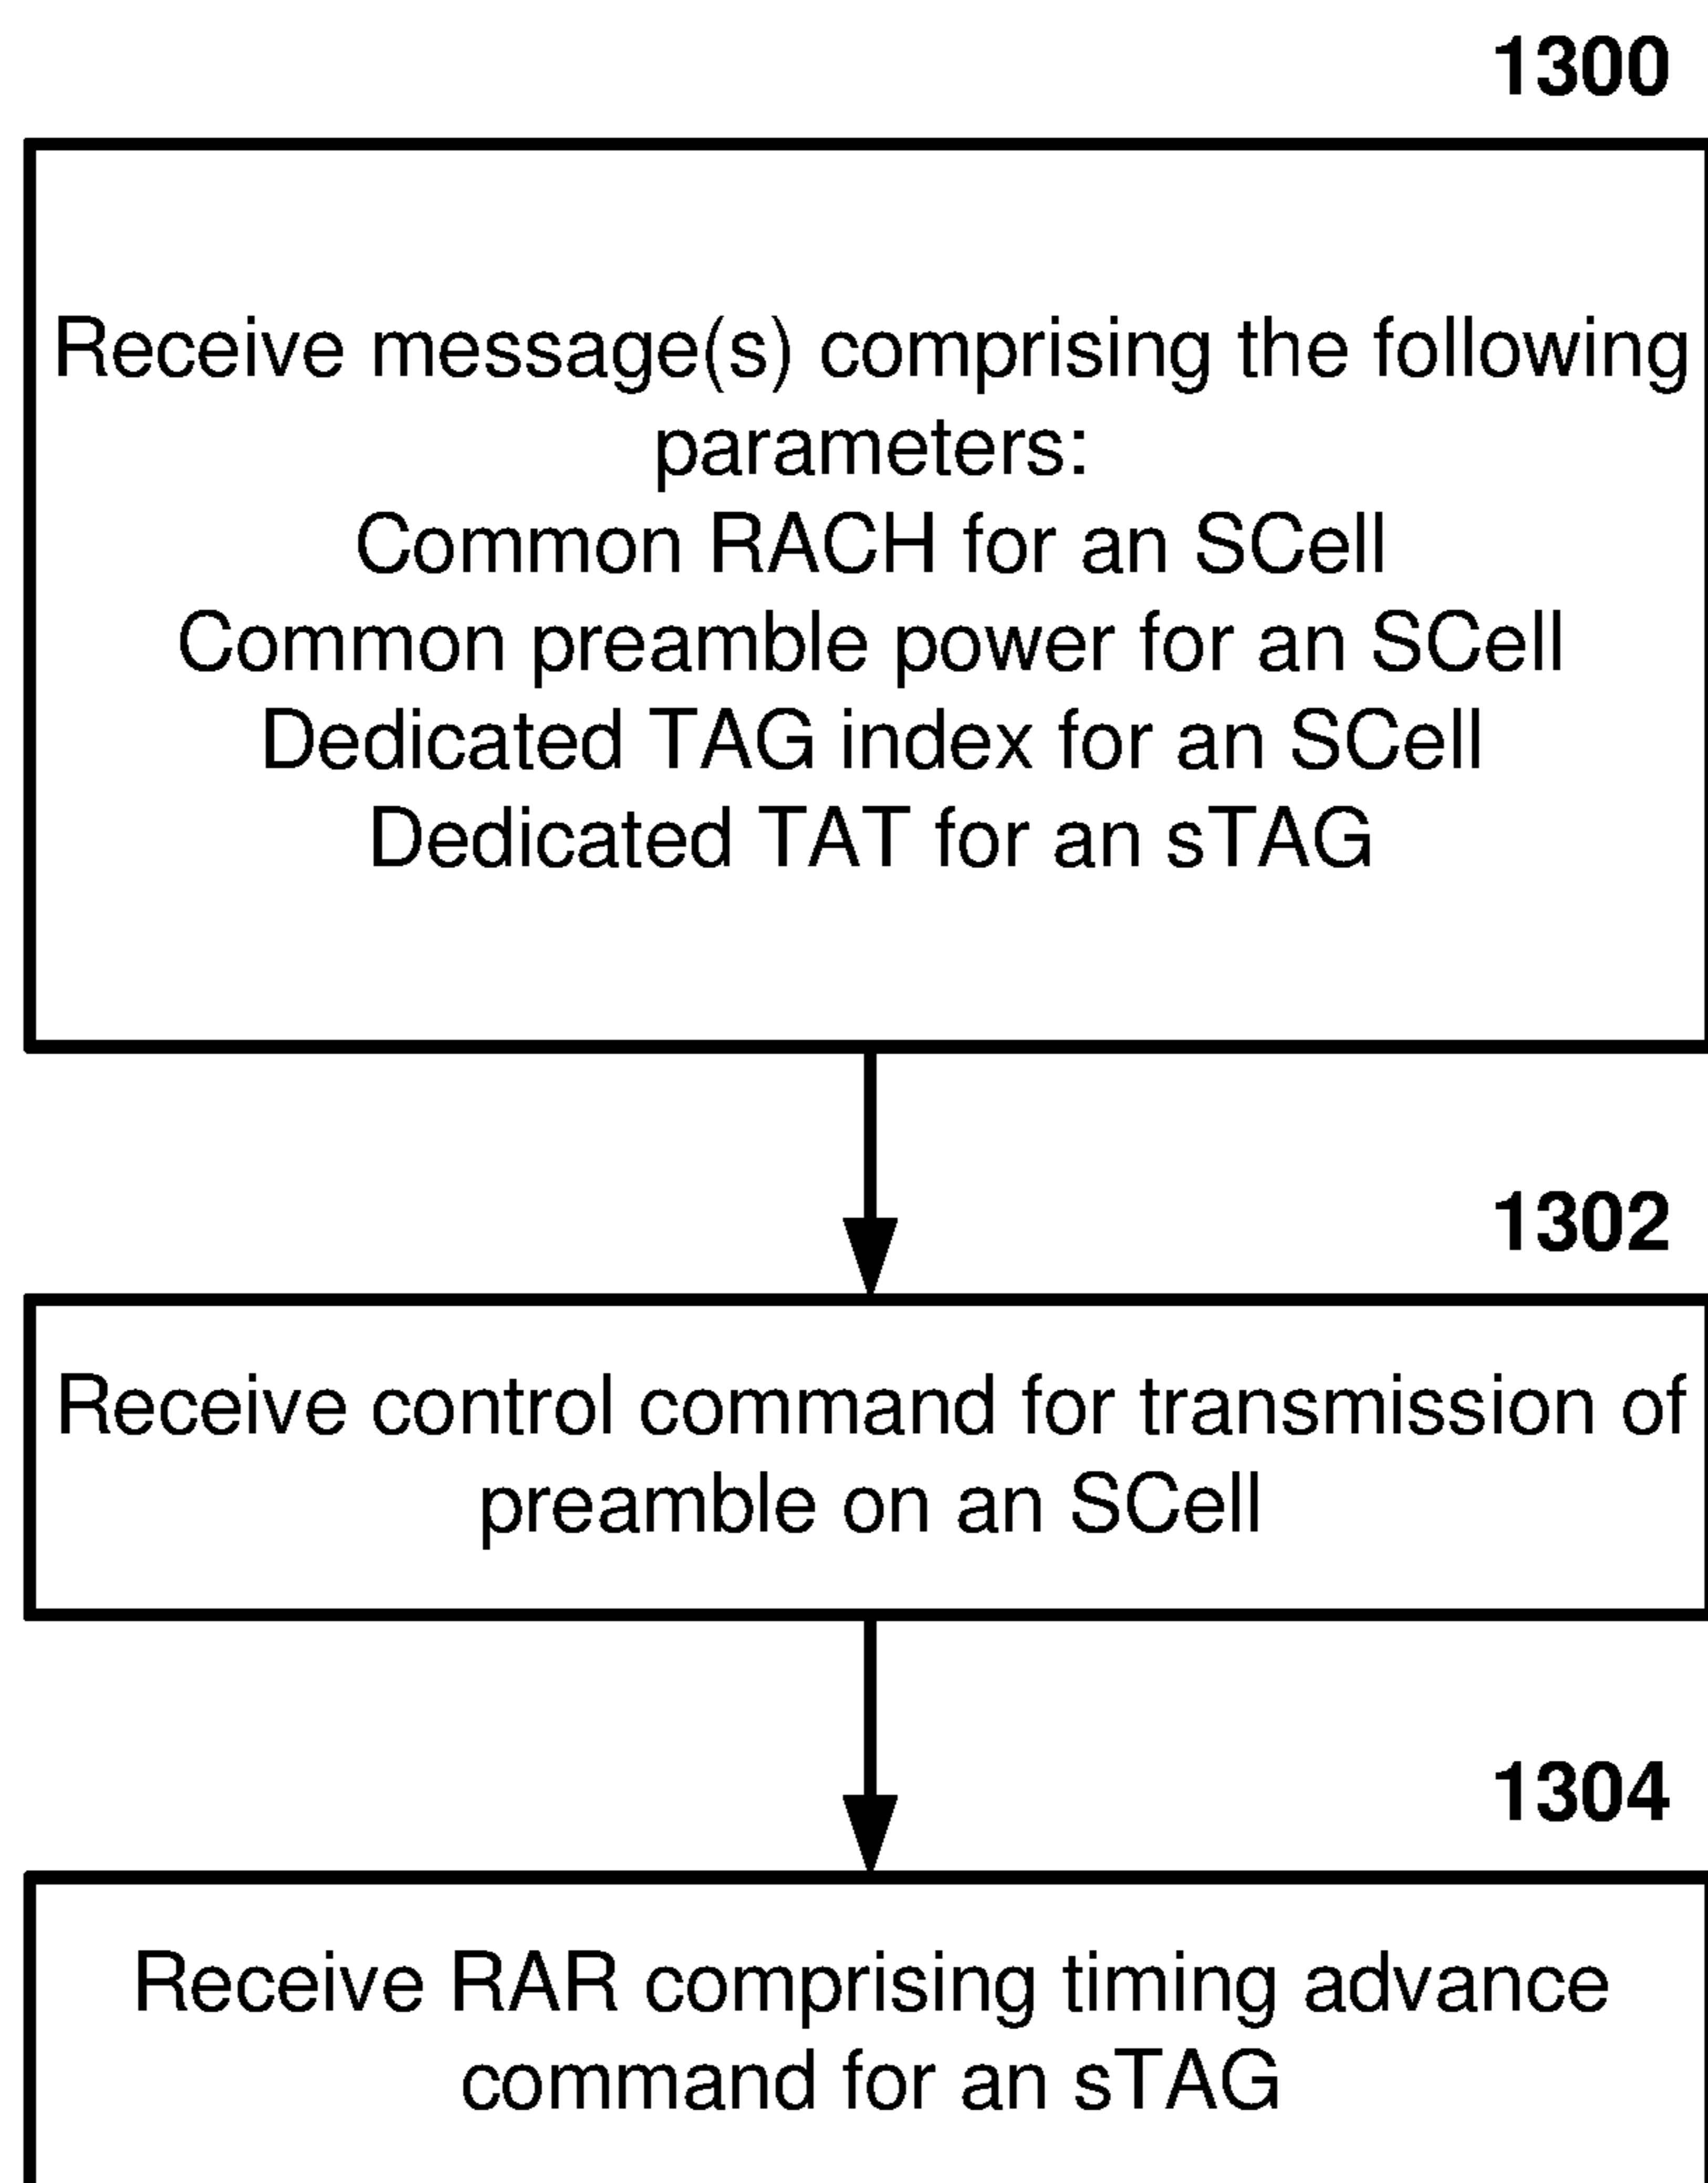 1300
Receive message(s) comprising the following
parameters:
Common RACH for an SCell
Common preamble power for an SCell
Dedicated TAG index for an SCell
Dedicated TAT for an sTAG
1302
Receive control command for transmission of
preamble on an SCell
1304
Receive RAR comprising timing advance
command for an sTAG